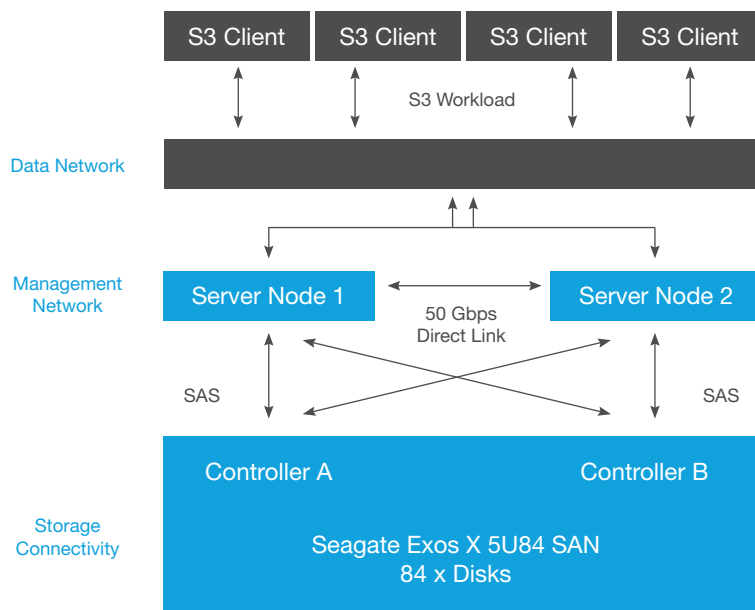 S3 Client
S3 Client
S3 Client
S3 Client
S3 Workload
Data Network
Management
Network
Server Node 1
Server Node 2
50 Gbps
Direct Link
SAS
SAS
Controller A
Controller B
Storage
Connectivity
Seagate Exos X 5U84 SAN
84 x Disks